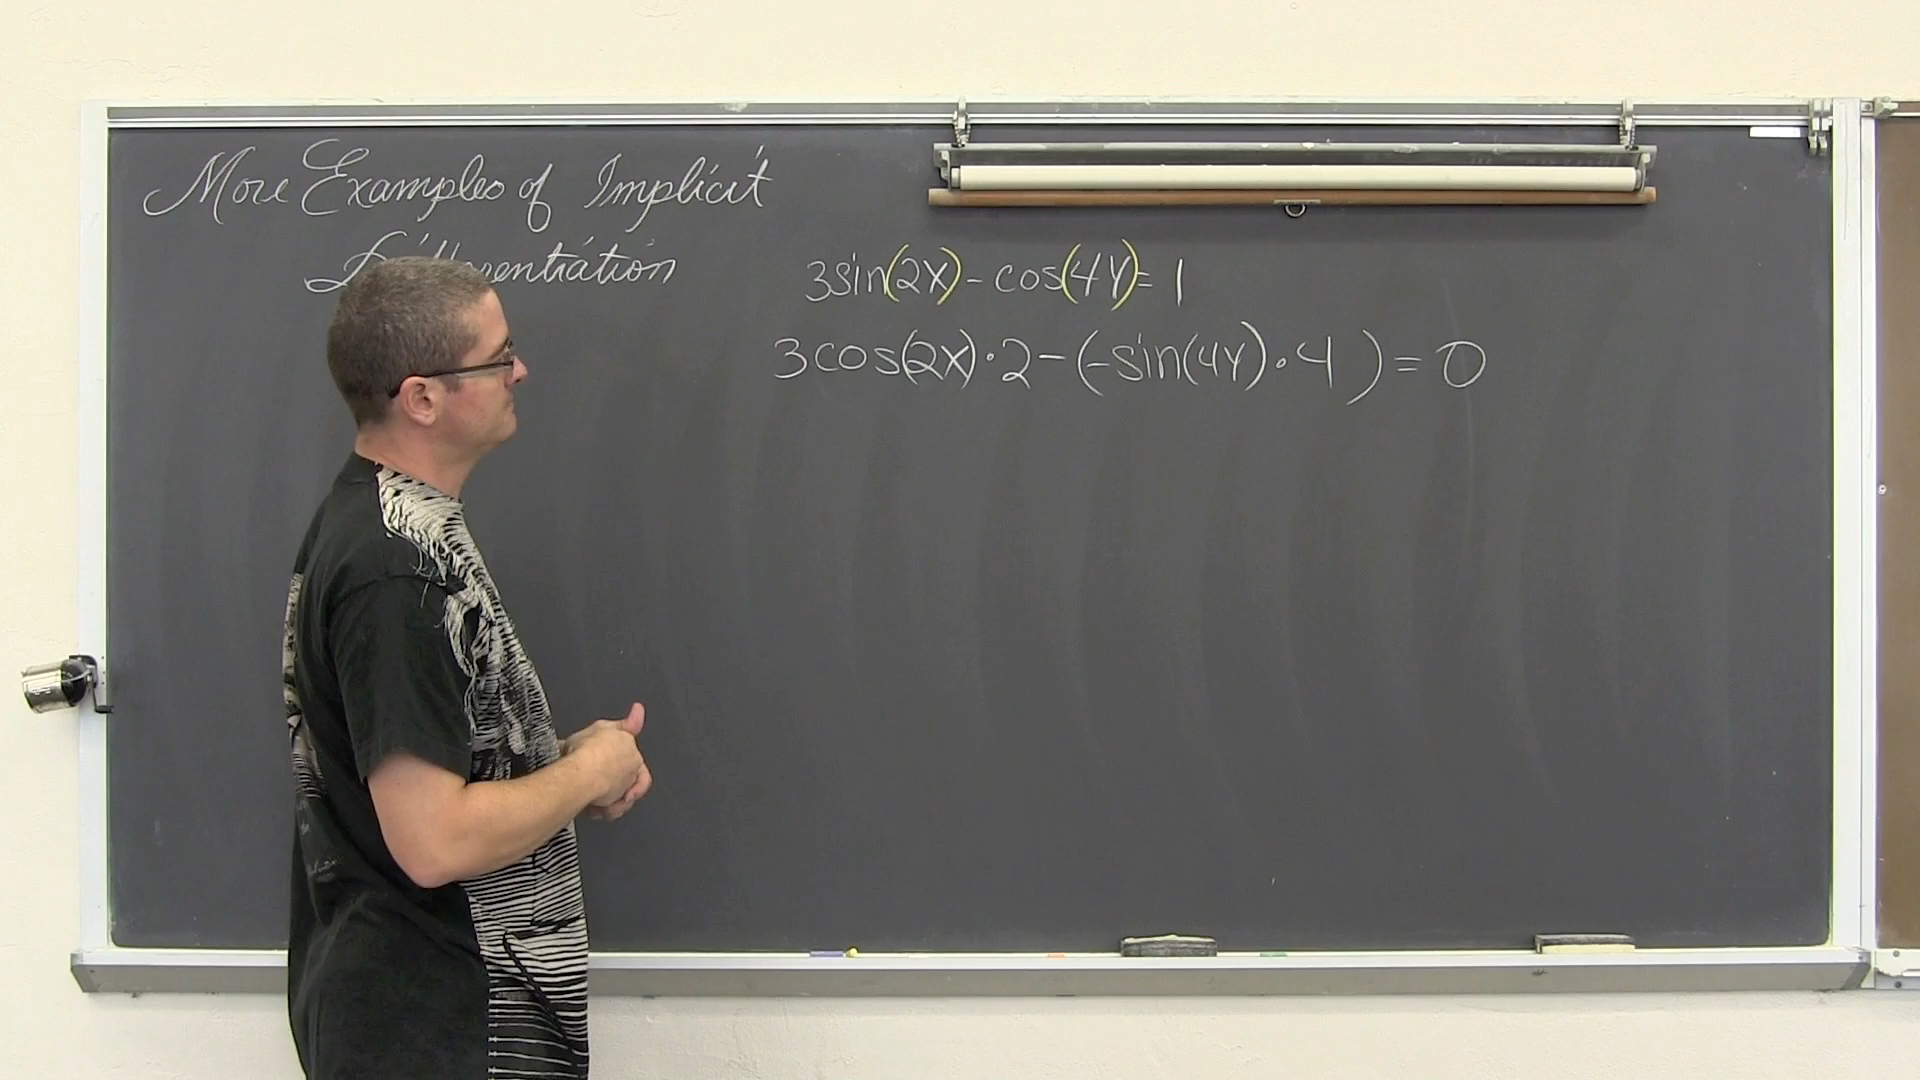 More Examples of Implicit
Differentiation
3sin(2x) - cos(4y) = 1
3cos(2x)·2 - (-sin(4y)·4 ) = 0